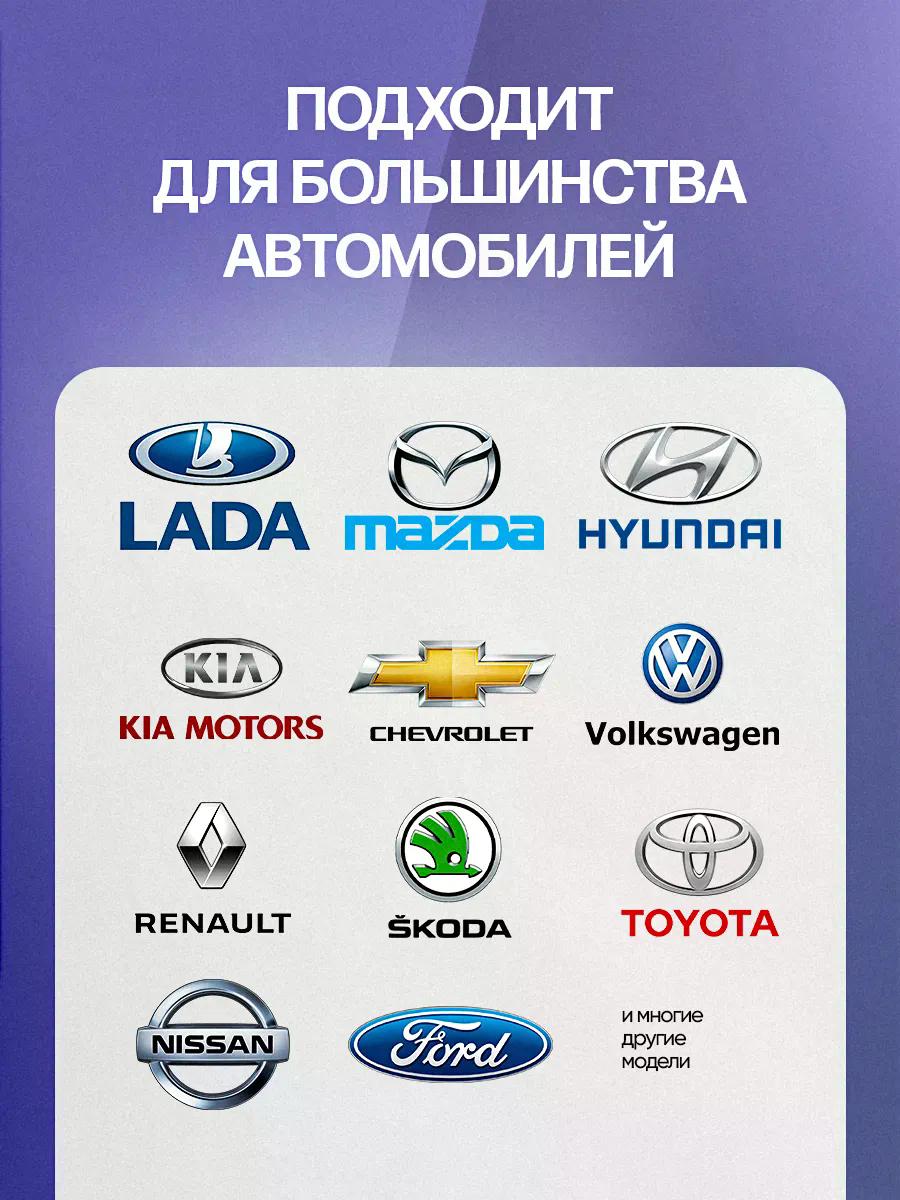 ПОДХОДИТ
ДЛЯ БОЛЬШИНСТВА
АВТОМОБИЛЕЙ
LADA
mazda
HYUNDAI
KIA
KIA MOTORS
CHEVROLET
VW
Volkswagen
RENAULT
ŠKODA
TOYOTA
NISSAN
Ford
и многие
другие
модели